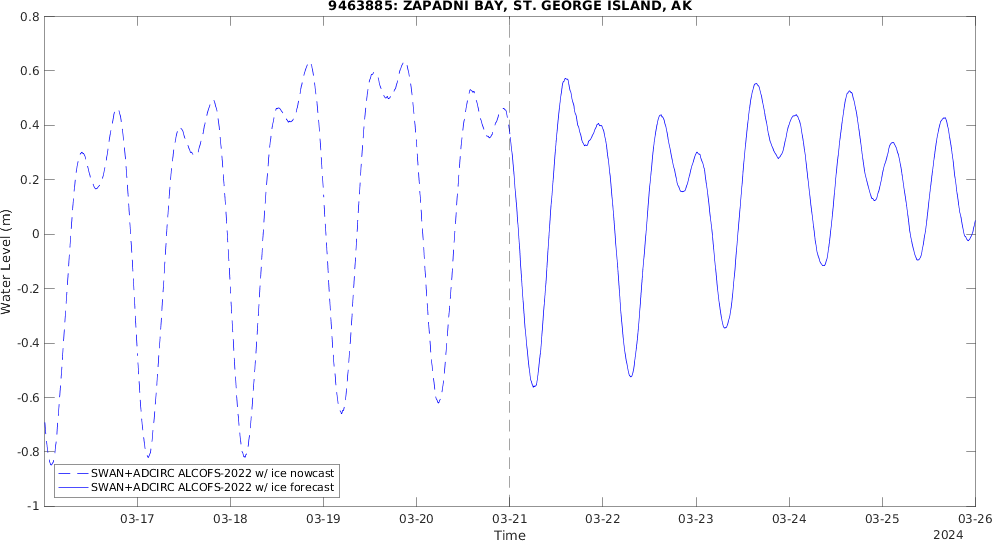 9463885: ZAPADNI BAY, ST. GEORGE ISLAND, AK
0.8
0.6
0.4
0.2
0
-0.2
-0.4
-0.6
-0.8
-1
Water Level (m)
SWAN+ADCIRC ALCOFS-2022 w/ ice nowcast
SWAN+ADCIRC ALCOFS-2022 w/ ice forecast
03-17 03-18 03-19 03-20 03-21 03-22 03-23 03-24 03-25 03-26
Time
2024